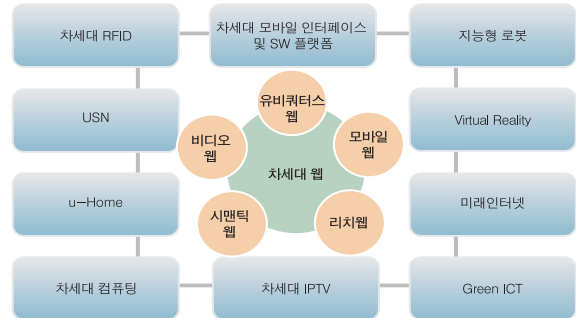 차세대 RFID
차세대 모바일 인터페이스
및 SW 플랫폼
지능형 로봇
USN
유비쿼터스
웹
Virtual Reality
비디오
웹
모바일
웹
차세대 웹
u-Home
시맨틱
웹
리치웹
미래인터넷
차세대 컴퓨팅
차세대 IPTV
Green ICT